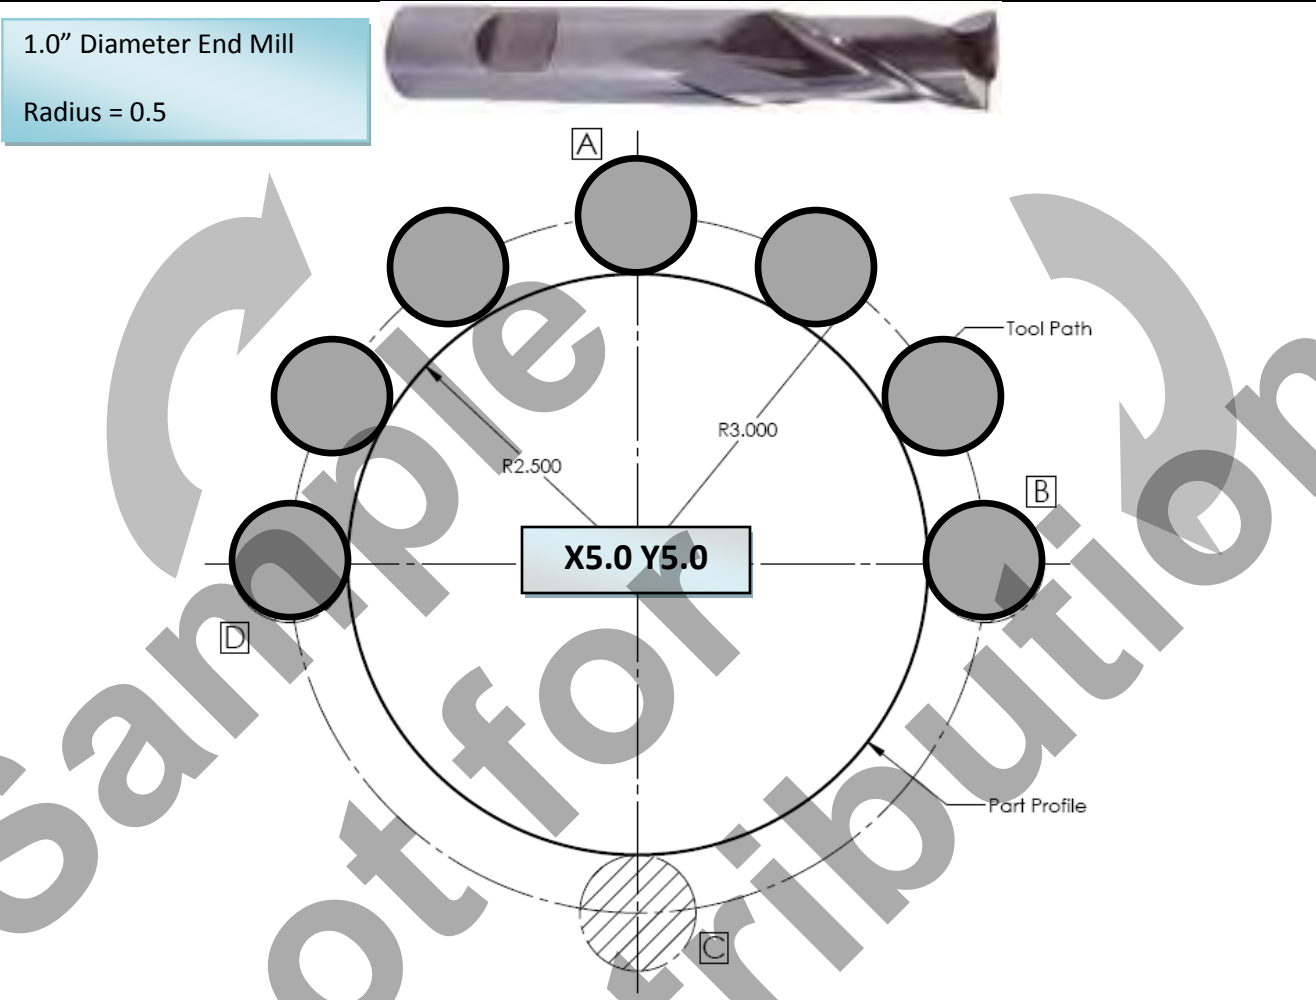 1.0” Diameter End Mill
Radius = 0.5
A
Tool Path
R3.000
R2.500
B
X5.0 Y5.0
D
Part Profile
C
Sample
Not for
Distribution